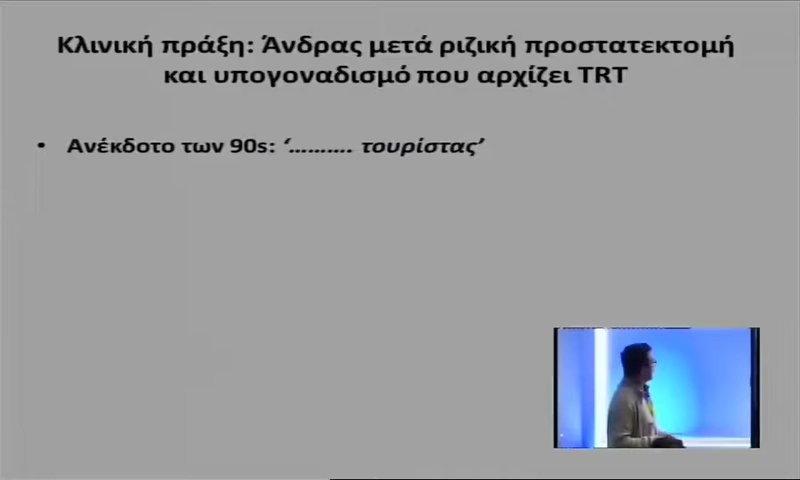 Κλινική πράξη: Άνδρας μετά ριζική προστατεκτομή
και υπογοναδισμό που αρχίζει TRT
• Ανέκδοτο των 90s: ‘………. τουρίστας’